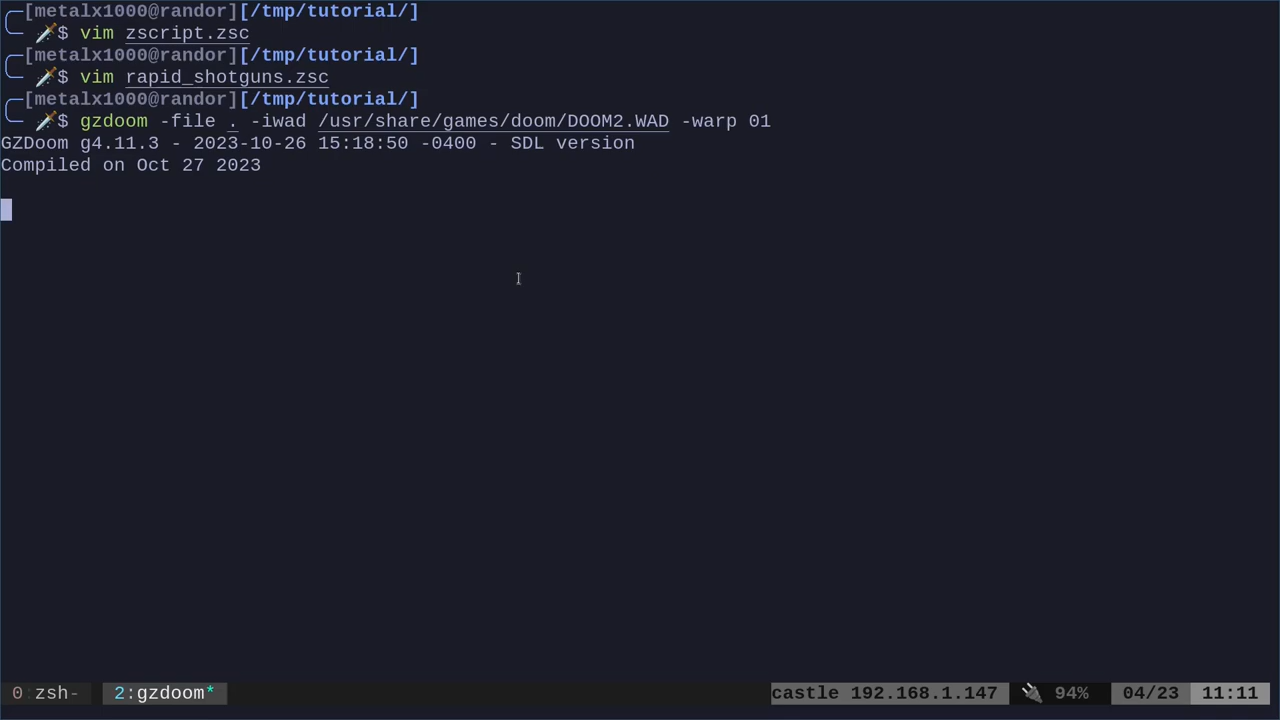 [metalx1000@randor][/tmp/tutorial/]
$ vim zscript.zsc
[metalx1000@randor][/tmp/tutorial/]
$ vim rapid_shotguns.zsc
[metalx1000@randor][/tmp/tutorial/]
$ gzdoom -file . -iwad /usr/share/games/doom/DOOM2.WAD -warp 01
GZDoom g4.11.3 - 2023-10-26 15:18:50 -0400 - SDL version
Compiled on Oct 27 2023
0:zsh- 2:gzdoom* castle 192.168.1.147 94% 04/23 11:11